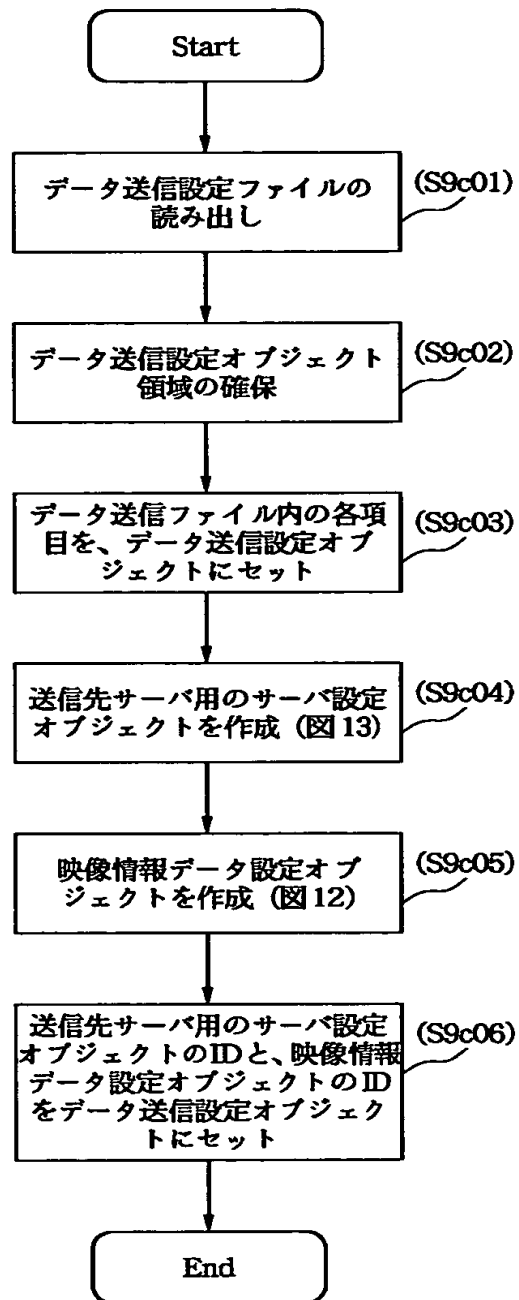 Start
データ送信設定ファイルの
読み出し
(S9c01)
データ送信設定オブジェクト
領域の確保
(S9c02)
データ送信ファイル内の各項
目を、データ送信設定オブ
ジェクトにセット
(S9c03)
送信先サーバ用のサーバ設定
オブジェクトを作成（図13）
(S9c04)
映像情報データ設定オブ
ジェクトを作成（図12）
(S9c05)
送信先サーバ用のサーバ設定
オブジェクトのIDと、映像情報
データ設定オブジェクトのID
をデータ送信設定オブジェク
トにセット
(S9c06)
End